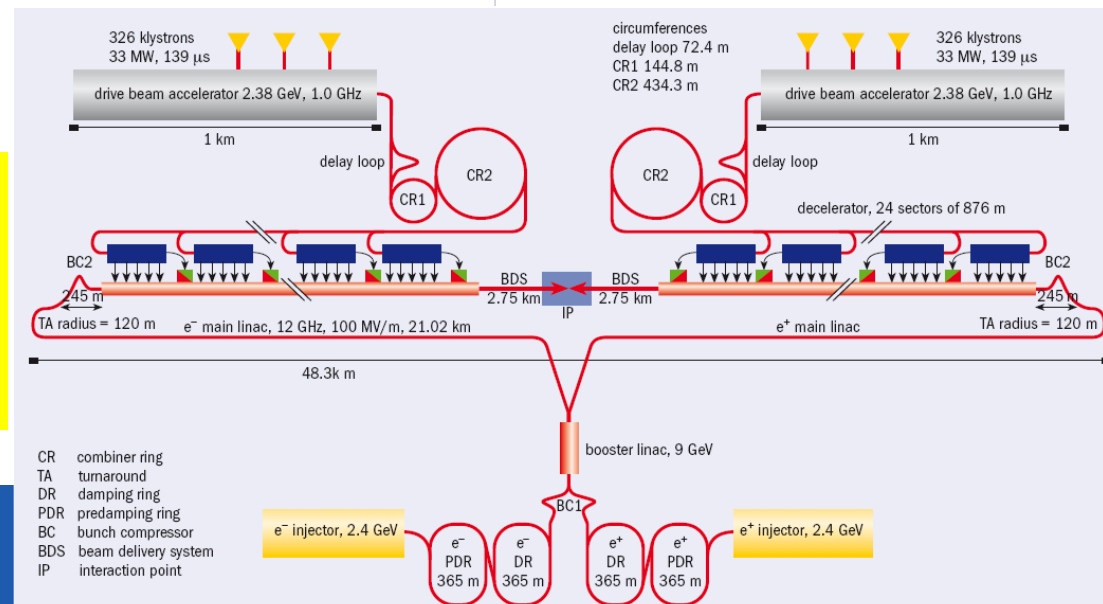 326 klystrons
33 MW, 139 μs
circumferences
delay loop 72.4 m
CR1 144.8 m
CR2 434.3 m
326 klystrons
33 MW, 139 μs
drive beam accelerator 2.38 GeV, 1.0 GHz
drive beam accelerator 2.38 GeV, 1.0 GHz
1 km
1 km
delay loop
CR1
CR2
CR2
CR1
delay loop
decelerator, 24 sectors of 876 m
BC2
BC2
245 m
BDS
2.75 km
IP
BDS
2.75 km
245 m
TA radius = 120 m
e⁻ main linac, 12 GHz, 100 MV/m, 21.02 km
e⁺ main linac
TA radius = 120 m
48.3k m
booster linac, 9 GeV
CR combiner ring
TA turnaround
DR damping ring
PDR predamping ring
BC bunch compressor
BDS beam delivery system
IP interaction point
BC1
e⁻ injector, 2.4 GeV
e⁻
PDR
365 m
e⁻
DR
365 m
e⁺
DR
365 m
e⁺
PDR
365 m
e⁺ injector, 2.4 GeV